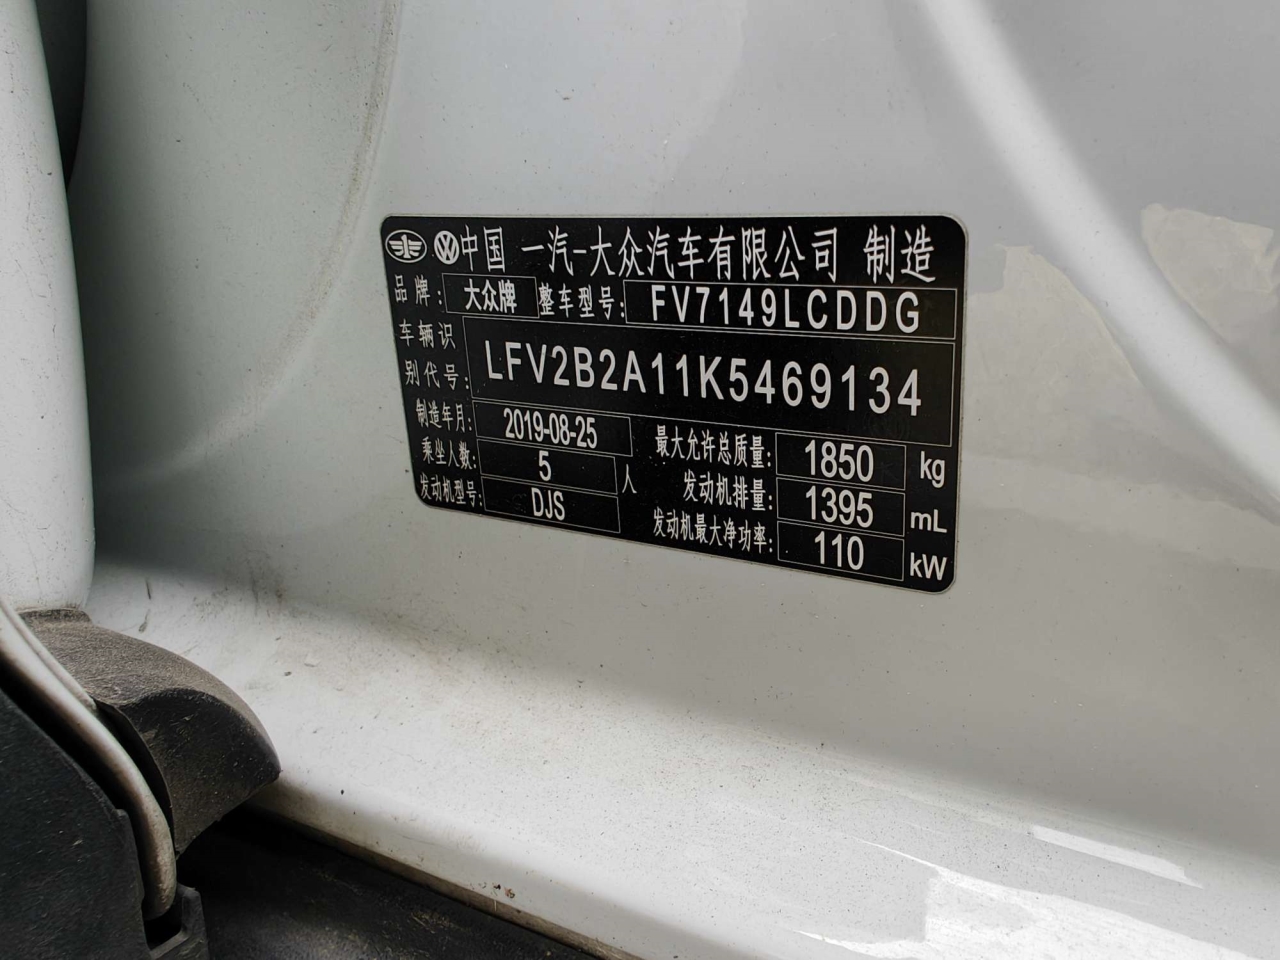 中国 一汽-大众汽车有限公司 制造
品牌: 大众牌 整车型号: FV7149LCDDG
车辆识别代号: LFV2B2A11K5469134
制造年月: 2019-08-25 最大允许总质量: 1850 kg
乘坐人数: 5 人 发动机排量: 1395 mL
发动机型号: DJS 发动机最大净功率: 110 kW